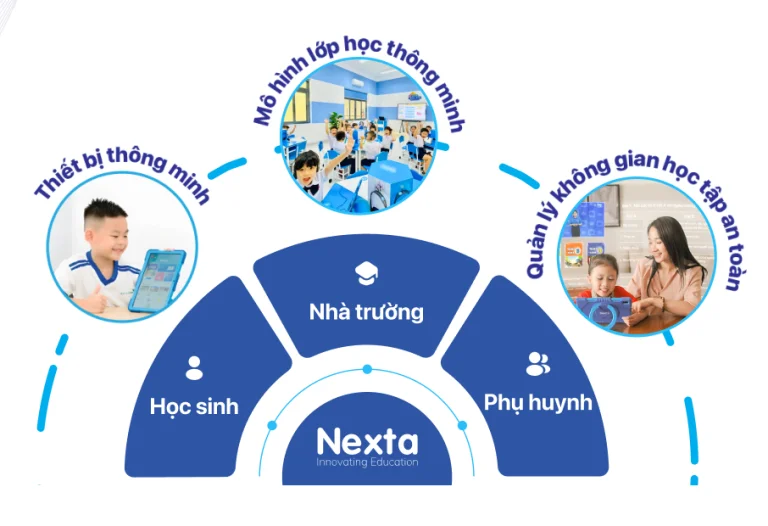 Mô hình lớp học thông minh
Thiết bị thông minh
Quản lý không gian học tập an toàn
Nhà trường
Học sinh
Phụ huynh
Nexta
Innovating Education